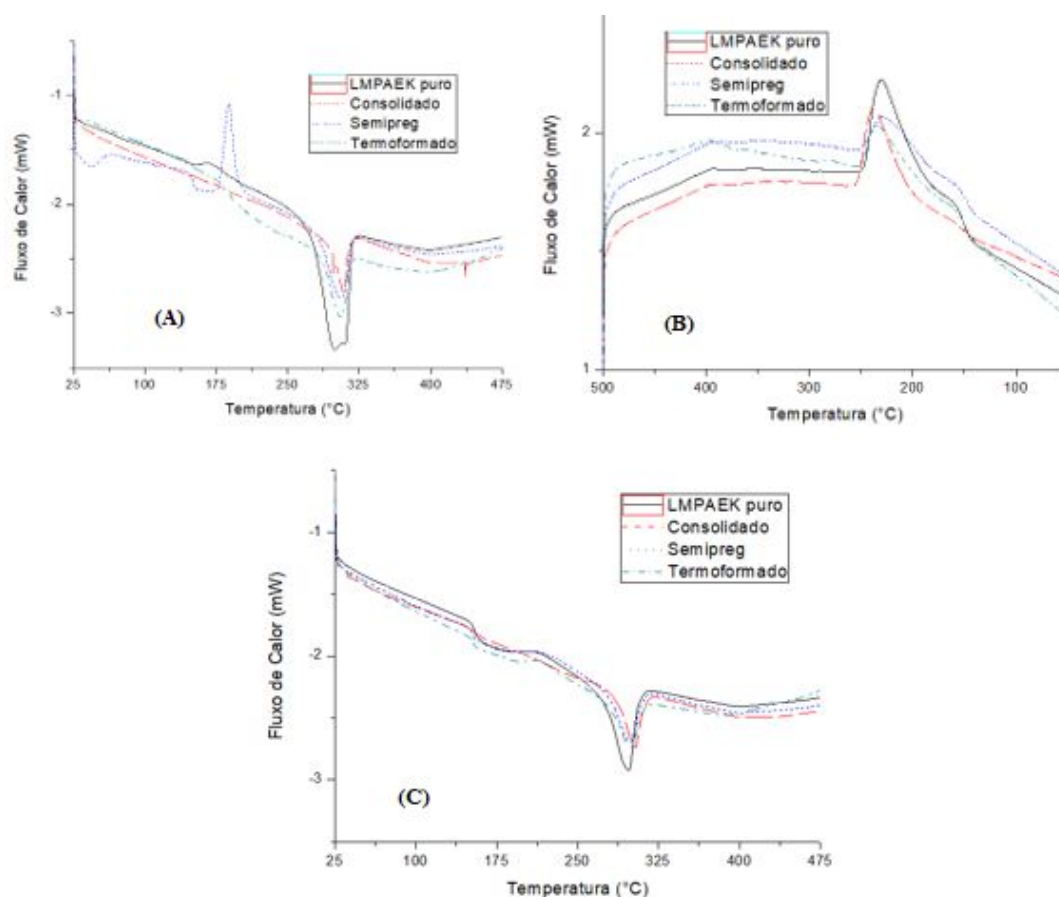 LMPAEK puro
Consolidado
Semipreg
Termoformado
-1
-2
-3
Fluxo de Calor (mW)
(A)
25
100
175
250
325
400
475
Temperatura (°C)
LMPAEK puro
Consolidado
Semipreg
Termoformado
2
1
Fluxo de Calor (mW)
(B)
500
400
300
200
100
Temperatura (°C)
LMPAEK puro
Consolidado
Semipreg
Termoformado
-1
-2
-3
Fluxo de Calor (mW)
(C)
25
100
175
250
325
400
475
Temperatura (°C)